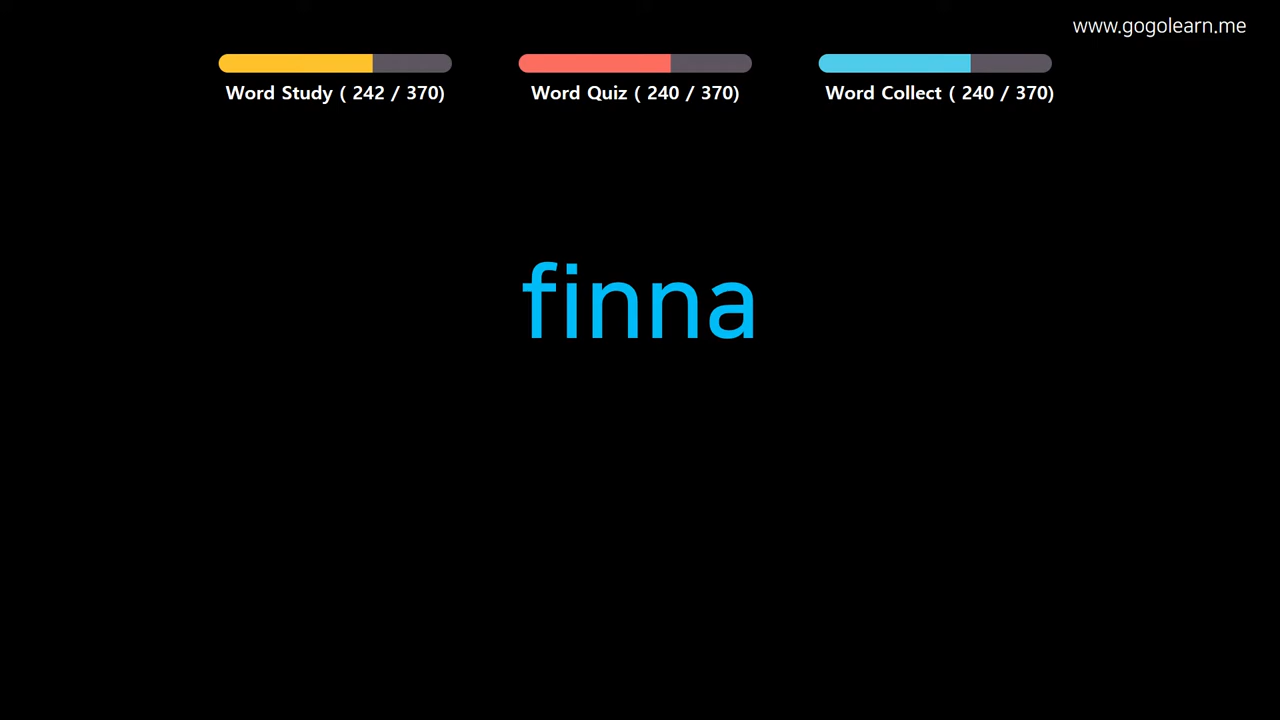 www.gogolearn.me
Word Study ( 242 / 370)
Word Quiz ( 240 / 370)
Word Collect ( 240 / 370)
finna